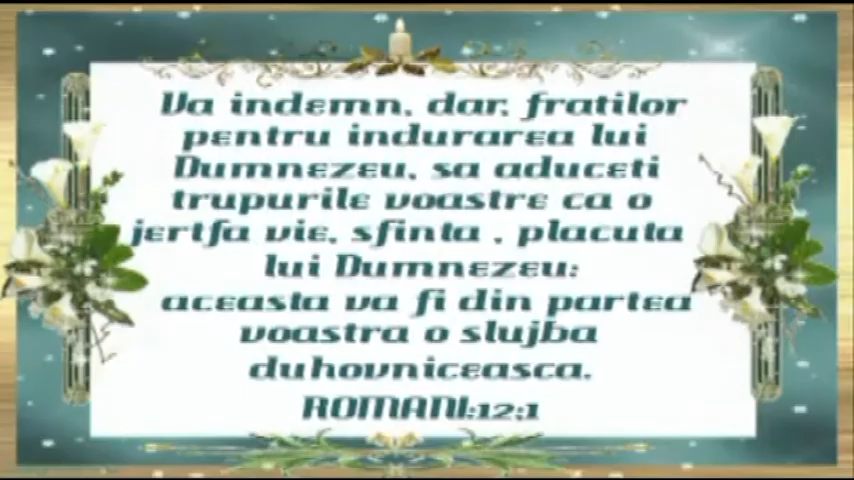 Va indemn, dar, fratilor
pentru indurarea lui
Dumnezeu, sa aduceti
trupurile voastre ca o
jertfa vie, sfinta , placuta
lui Dumnezeu:
aceasta va fi din partea
voastra o slujba
duhovniceasca.
ROMANI:12;1